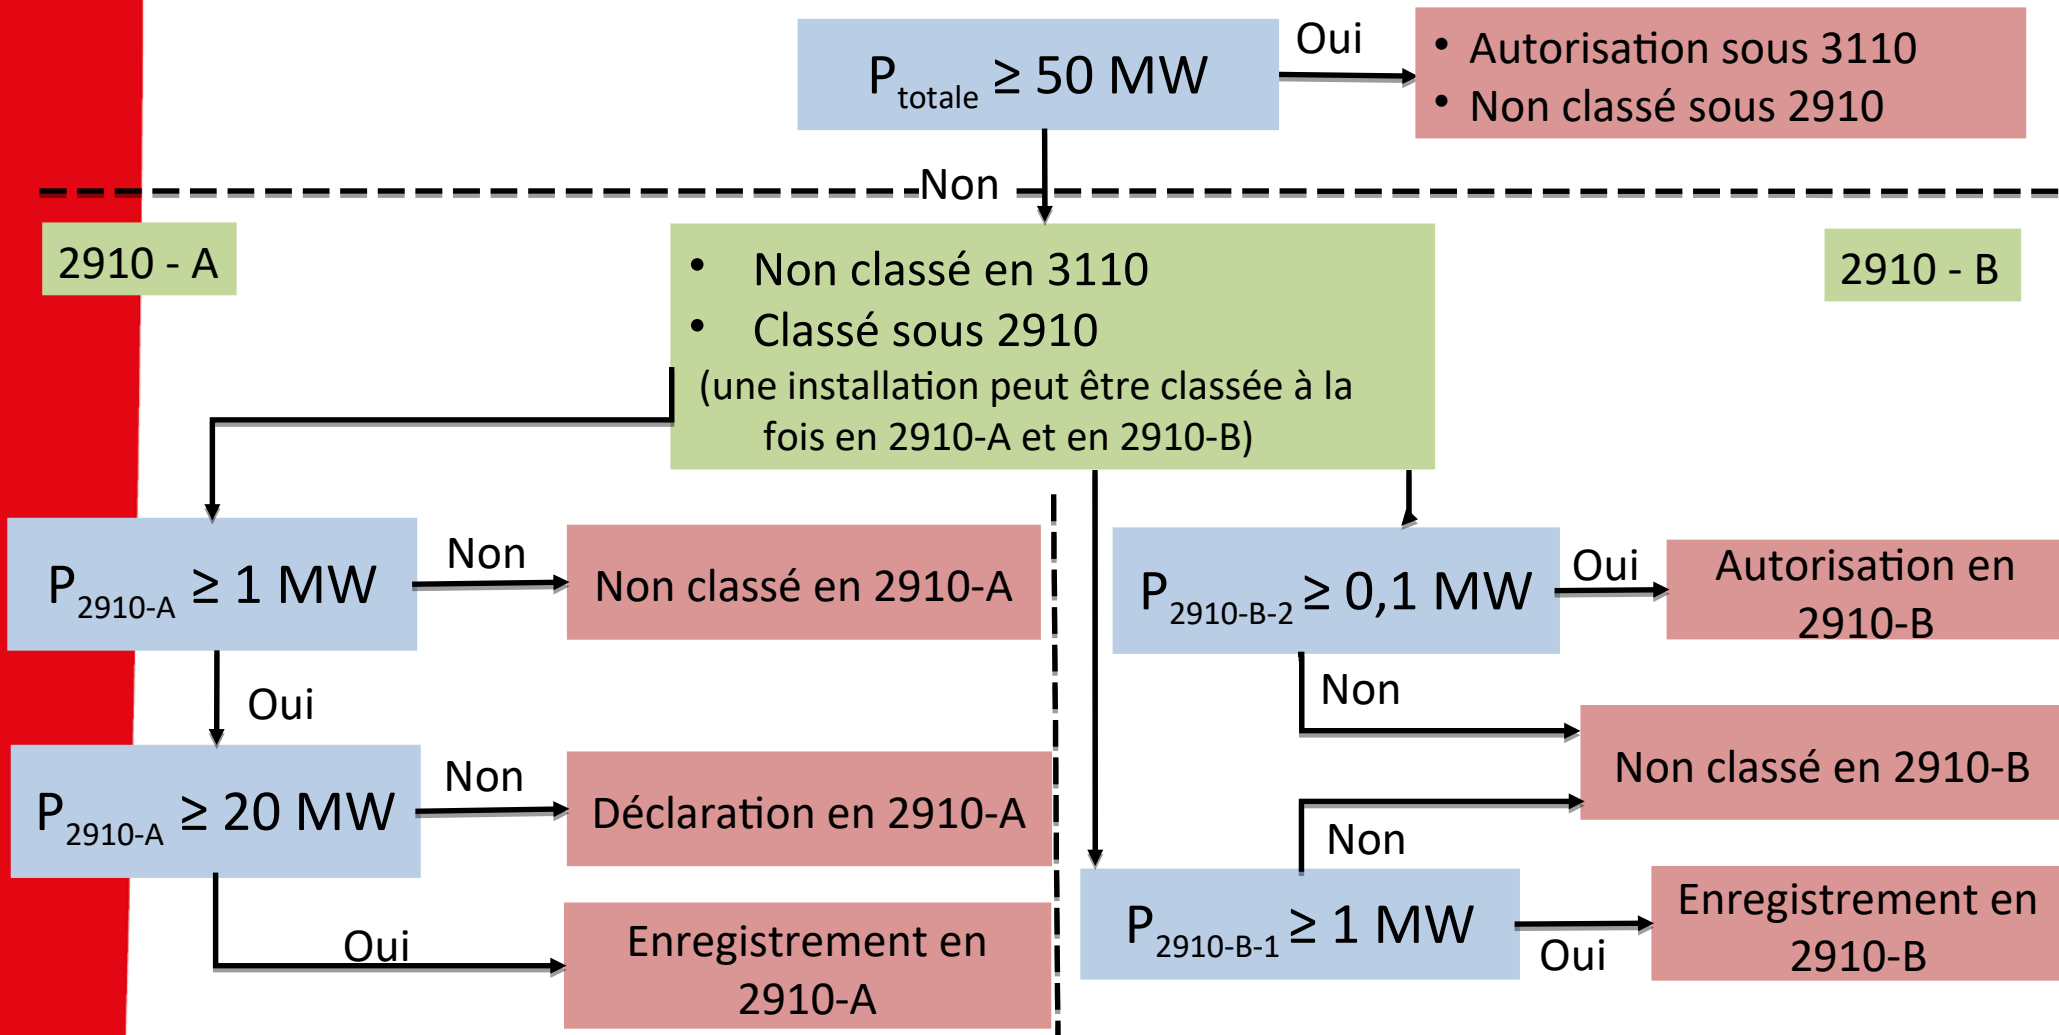 P totale ≥ 50 MW
Oui
• Autorisation sous 3110
• Non classé sous 2910
Non
2910 - A
• Non classé en 3110
• Classé sous 2910
(une installation peut être classée à la
fois en 2910-A et en 2910-B)
2910 - B
P 2910-A ≥ 1 MW
Non
Non classé en 2910-A
Oui
P 2910-A ≥ 20 MW
Non
Déclaration en 2910-A
Oui
Enregistrement en
2910-A
P 2910-B-2 ≥ 0,1 MW
Oui
Autorisation en
2910-B
Non
Non classé en 2910-B
Non
P 2910-B-1 ≥ 1 MW
Oui
Enregistrement en
2910-B